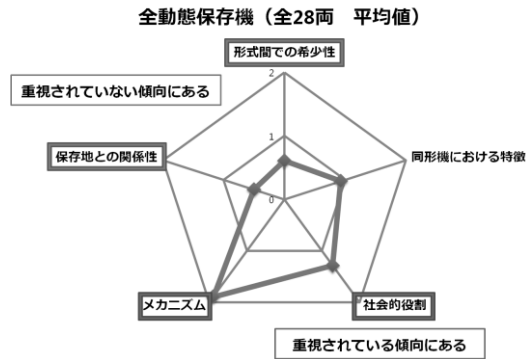 全動態保存機（全28両　平均値）
形式間での希少性
2
重視されていない傾向にある
1
保存地との関係性
同形機における特徴
0
メカニズム
社会的役割
重視されている傾向にある